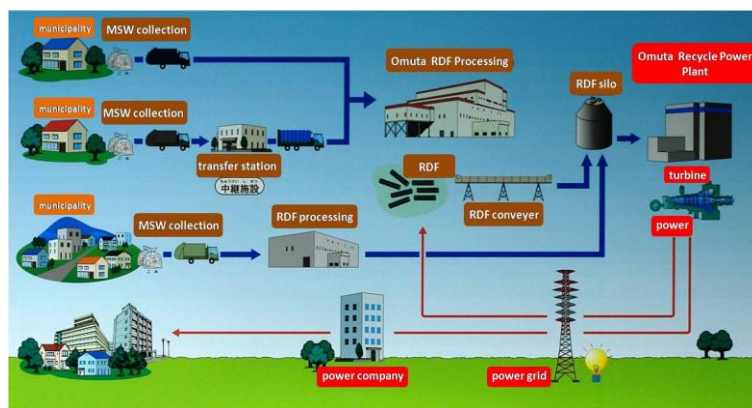 municipality
MSW collection
Omuta RDF Processing
Omuta Recycle Power
Plant
RDF silo
municipality
MSW collection
transfer station
中継施設
RDF
RDF conveyer
turbine
power
municipality
MSW collection
RDF processing
power company
power grid